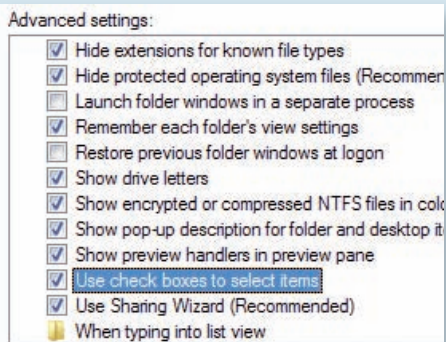 Advanced settings:
Hide extensions for known file types
Hide protected operating system files (Recommen
Launch folder windows in a separate process
Remember each folder's view settings
Restore previous folder windows at logon
Show drive letters
Show encrypted or compressed NTFS files in colo
Show pop-up description for folder and desktop it
Show preview handlers in preview pane
Use check boxes to select items
Use Sharing Wizard (Recommended)
When typing into list view